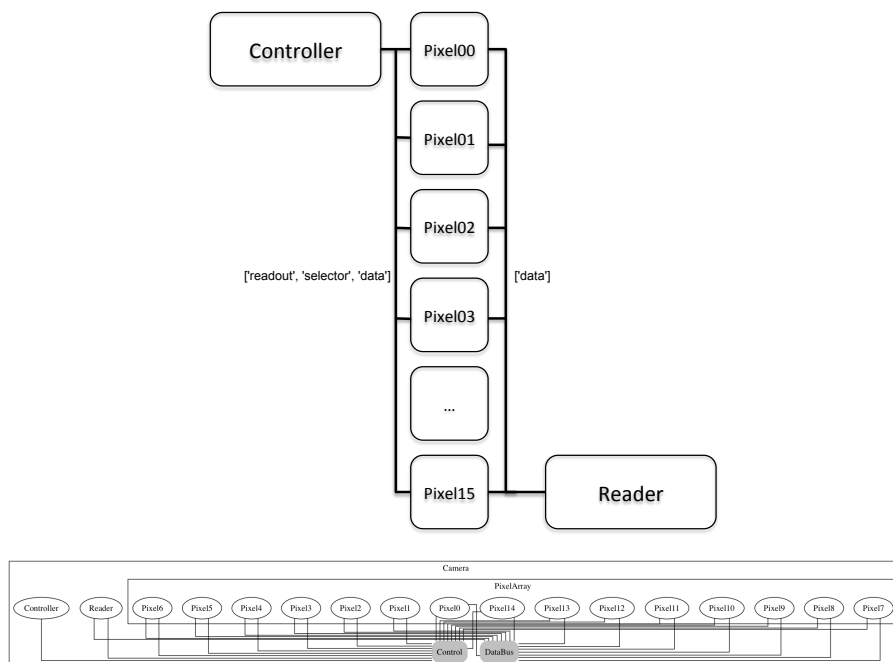 Controller
Pixel00
Pixel01
Pixel02
['readout', 'selector', 'data']
['data']
Pixel03
...
Pixel15
Reader
Camera
PixelArray
Controller
Reader
Pixel6
Pixel5
Pixel4
Pixel3
Pixel2
Pixel1
Pixel0
Pixel14
Pixel13
Pixel12
Pixel11
Pixel10
Pixel9
Pixel8
Pixel7
Control
DataBus